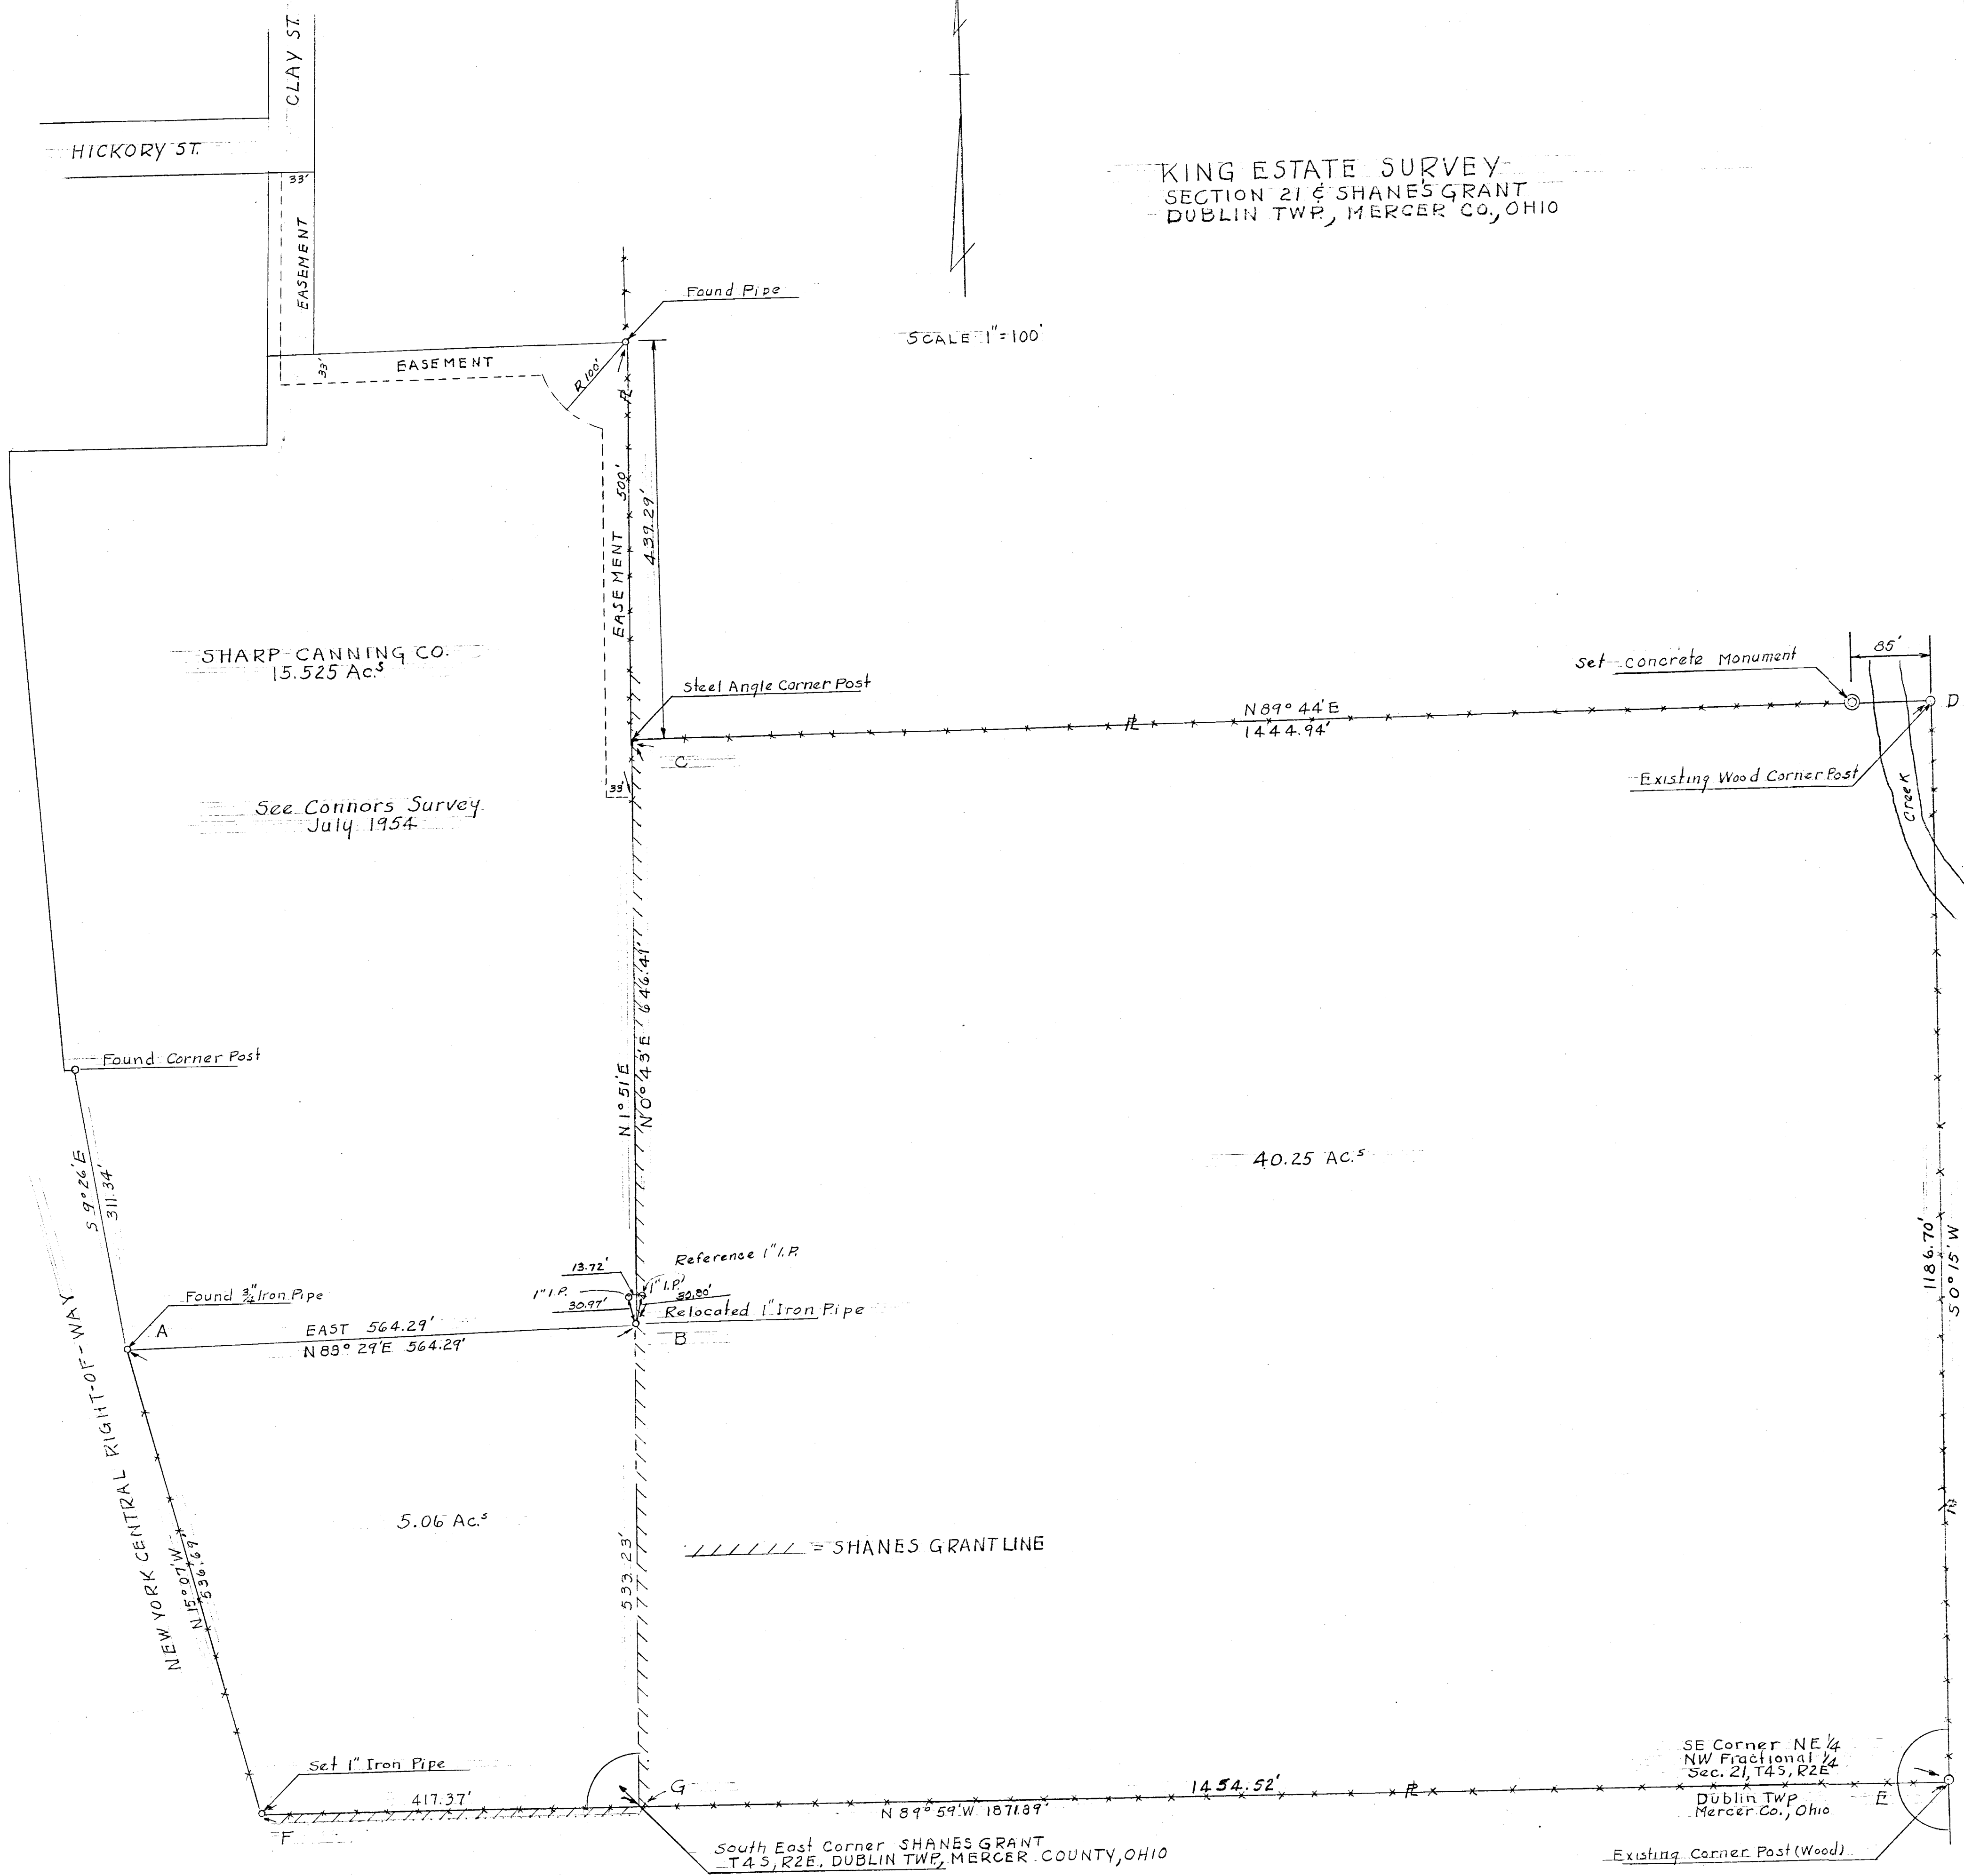 CLAY ST.
HICKORY ST.
33'
EASEMENT
KING ESTATE SURVEY
SECTION 21 & SHANE'S GRANT
DUBLIN TWP., MERCER CO., OHIO
Found Pipe
SCALE 1"=100'
33'
EASEMENT
R 100'
PL
EASEMENT 500'
439.29'
SHARP CANNING CO.
15.525 Ac.s
Steel Angle Corner Post
Set Concrete Monument
85'
N 89° 44' E
PL
1444.94'
D
C
Existing Wood Corner Post
33'
Creek
See Connors Survey
July 1954
N 1° 51' E
N 0° 43' E 646.41'
Found Corner Post
S 9° 26' E
311.34'
40.25 AC.s
1186.70'
S 0° 15' W
Reference 1" I.P.
13.72'
1" I.P.
1" I.P.
30.97'
30.80'
Relocated 1" Iron Pipe
Found 3/4" Iron Pipe
A
EAST 564.29'
N 88° 29' E 564.29'
B
NEW YORK CENTRAL RIGHT-OF-WAY
N 15° 07' W
536.69'
5.06 Ac.s
533.23'
= SHANES GRANT LINE
PL
SE Corner NE 1/4
NW Fractional 1/4
Sec. 21, T4S, R2E
Dublin TWP
Mercer Co., Ohio
E
Set 1" Iron Pipe
417.37'
F
G
1454.52'
PL
N 89° 59' W 1871.89'
South East Corner SHANES GRANT
T4S, R2E. DUBLIN TWP., MERCER COUNTY, OHIO
Existing Corner Post (Wood)